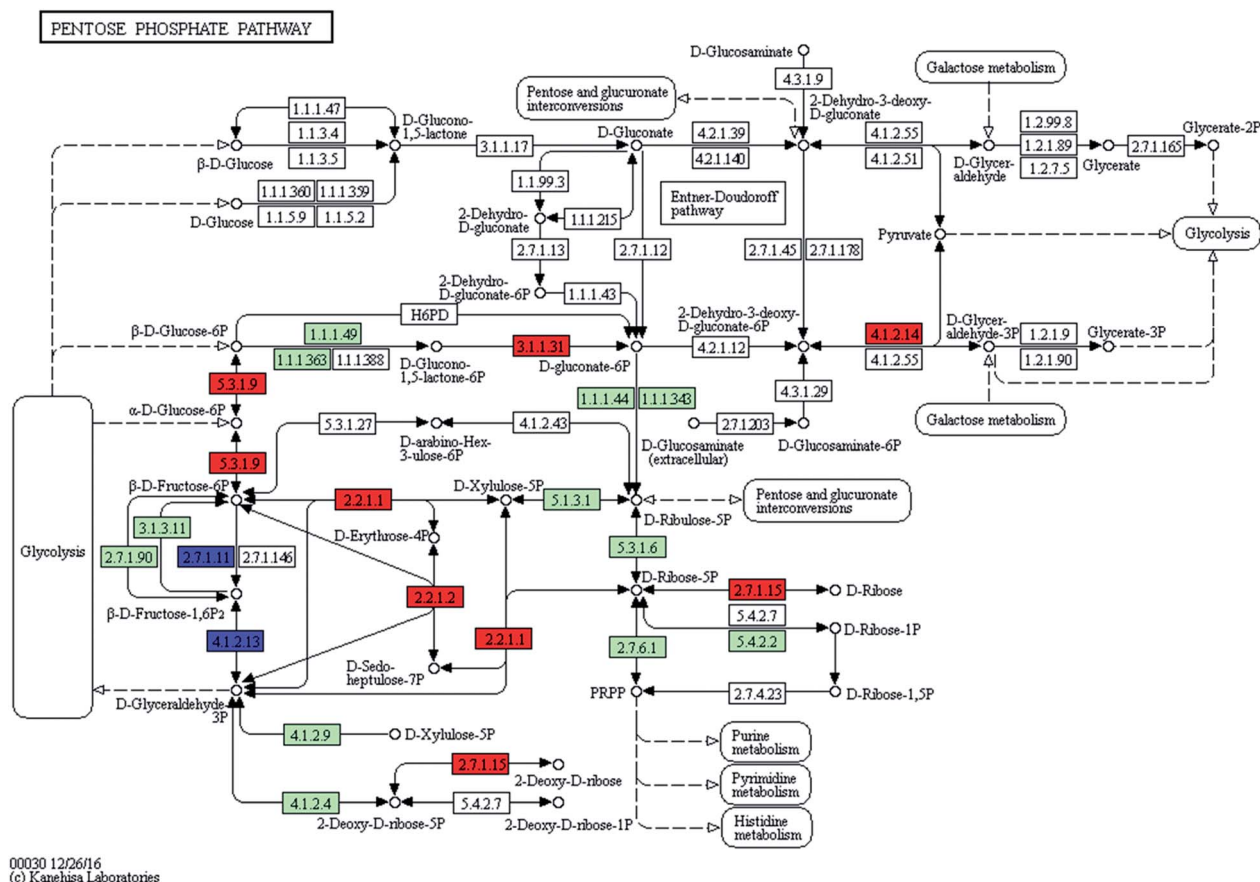 PENTOSE PHOSPHATE PATHWAY
D-Glucosaminate
4.3.1.9
Galactose metabolism
Pentose and glucuronate
interconversions
2-Dehydro-3-deoxy-
D-gluconate
1.1.1.47
1.1.3.4
1.1.3.5
β-D-Glucose
D-Glucono-
1,5-lactone
3.1.1.17
D-Gluconate
4.2.1.39
4.2.1.140
4.1.2.55
4.1.2.51
D-Glycer-
aldehyde
1.2.99.8
1.2.1.89
1.2.7.5
Glycerate
2.7.1.165
Glycerate-2P
1.1.1.360
1.1.1.359
1.1.5.9
1.1.5.2
D-Glucose
1.1.99.3
2-Dehydro-
D-gluconate
1.1.1.215
Entner-Doudoroff
pathway
Pyruvate
Glycolysis
2.7.1.13
2.7.1.12
2.7.1.45
2.7.1.178
2-Dehydro-
D-gluconate-6P
1.1.1.43
H6PD
β-D-Glucose-6P
1.1.1.49
1.1.1.363
1.1.1.388
D-Glucono-
1,5-lactone-6P
3.1.1.31
D-gluconate-6P
2-Dehydro-3-deoxy-
D-gluconate-6P
4.2.1.12
4.1.2.14
4.1.2.55
D-Glycer-
aldehyde-3P
1.2.1.9
1.2.1.90
Glycerate-3P
5.3.1.9
1.1.1.44
1.1.1.343
4.3.1.29
Galactose metabolism
α-D-Glucose-6P
5.3.1.27
D-arabino-Hex-
3-ulose-6P
4.1.2.43
D-Glucosaminate
(extracellular)
2.7.1.203
D-Glucosaminate-6P
5.3.1.9
β-D-Fructose-6P
2.2.1.1
D-Xylulose-5P
5.1.3.1
D-Ribulose-5P
Pentose and glucuronate
interconversions
Glycolysis
3.1.3.11
2.7.1.90
2.7.1.11
2.7.1.146
D-Erythrose-4P
5.3.1.6
β-D-Fructose-1,6P2
2.2.1.2
D-Ribose-5P
2.7.1.15
D-Ribose
4.1.2.13
2.2.1.1
2.7.6.1
5.4.2.7
5.4.2.2
D-Ribose-1P
D-Sedo-
heptulose-7P
D-Glyceraldehyde-
3P
PRPP
2.7.4.23
D-Ribose-1,5P
4.1.2.9
D-Xylulose-5P
Purine
metabolism
2.7.1.15
2-Deoxy-D-ribose
Pyrimidine
metabolism
4.1.2.4
2-Deoxy-D-ribose-5P
5.4.2.7
2-Deoxy-D-ribose-1P
Histidine
metabolism
00030 12/26/16
(c) Kanehisa Laboratories